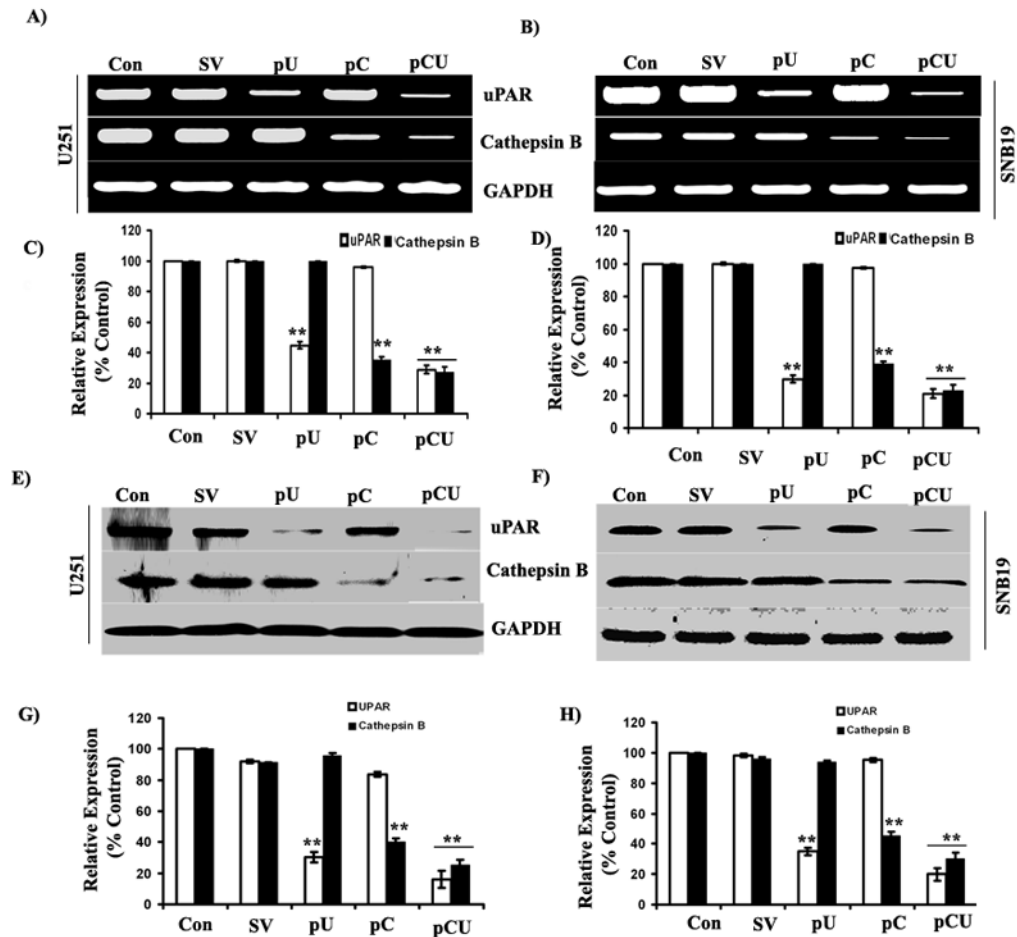 A)
B)
Con SV pU pC pCU
Con SV pU pC pCU
U251
uPAR
Cathepsin B
GAPDH
SNB19
C)
Relative Expression
(% Control)
120
100
80
60
40
20
0
uPAR Cathepsin B
** ** **
Con SV pU pC pCU
D)
Relative Expression
(% Control)
120
100
80
60
40
20
0
uPAR Cathepsin B
** ** **
Con SV pU pC pCU
E)
F)
Con SV pU pC pCU
Con SV pU pC pCU
U251
uPAR
Cathepsin B
GAPDH
SNB19
G)
Relative Expression
(% Control)
120
100
80
60
40
20
0
UPAR
Cathepsin B
** ** **
Con SV pU pC pCU
H)
Relative Expression
(% Control)
120
100
80
60
40
20
0
UPAR
Cathepsin B
** ** **
Con SV pU pC pCU